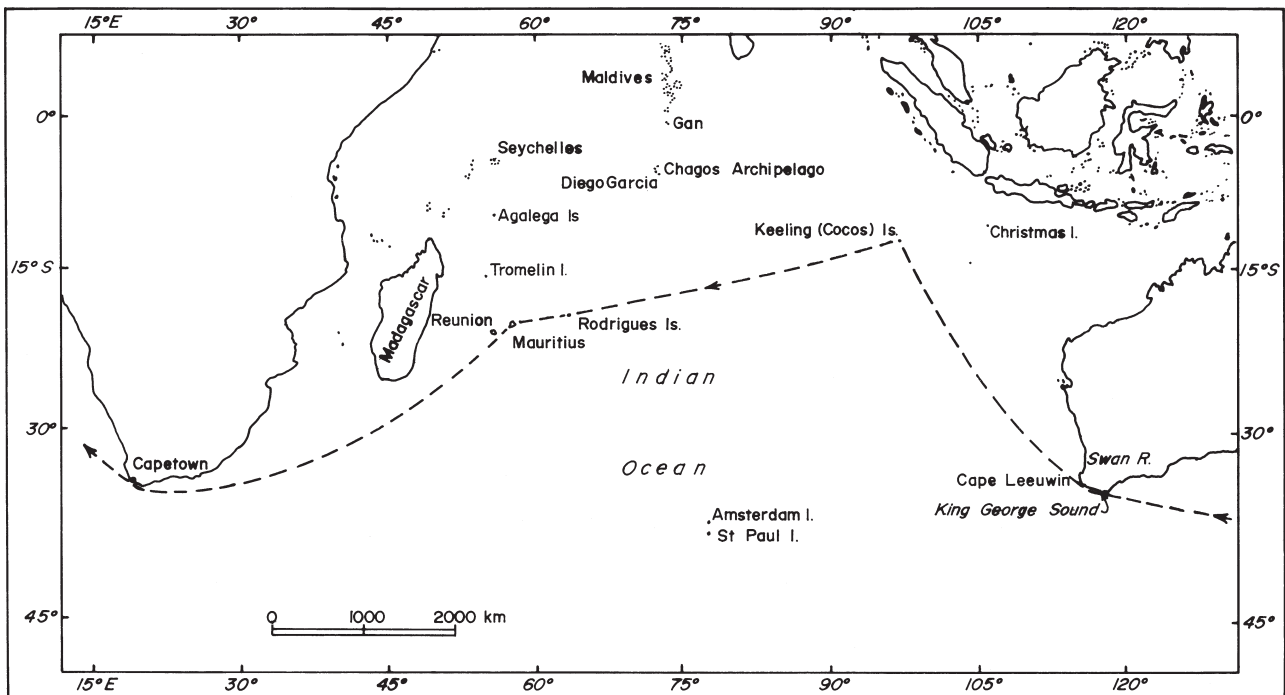 15°E 30° 45° 60° 75° 90° 105° 120°
Maldives
0° Gan 0°
Seychelles
Chagos Archipelago
Diego Garcia
Agalega Is
Keeling (Cocos) Is. Christmas I.
15°S Tromelin I. 15°S
Madagascar
Reunion Rodrigues Is.
Mauritius
Indian
30° 30°
Swan R.
Capetown
Ocean
Cape Leeuwin
King George Sound
Amsterdam I.
St Paul I.
0 1000 2000 km
45° 45°
15°E 30° 45° 60° 75° 90° 105° 120°